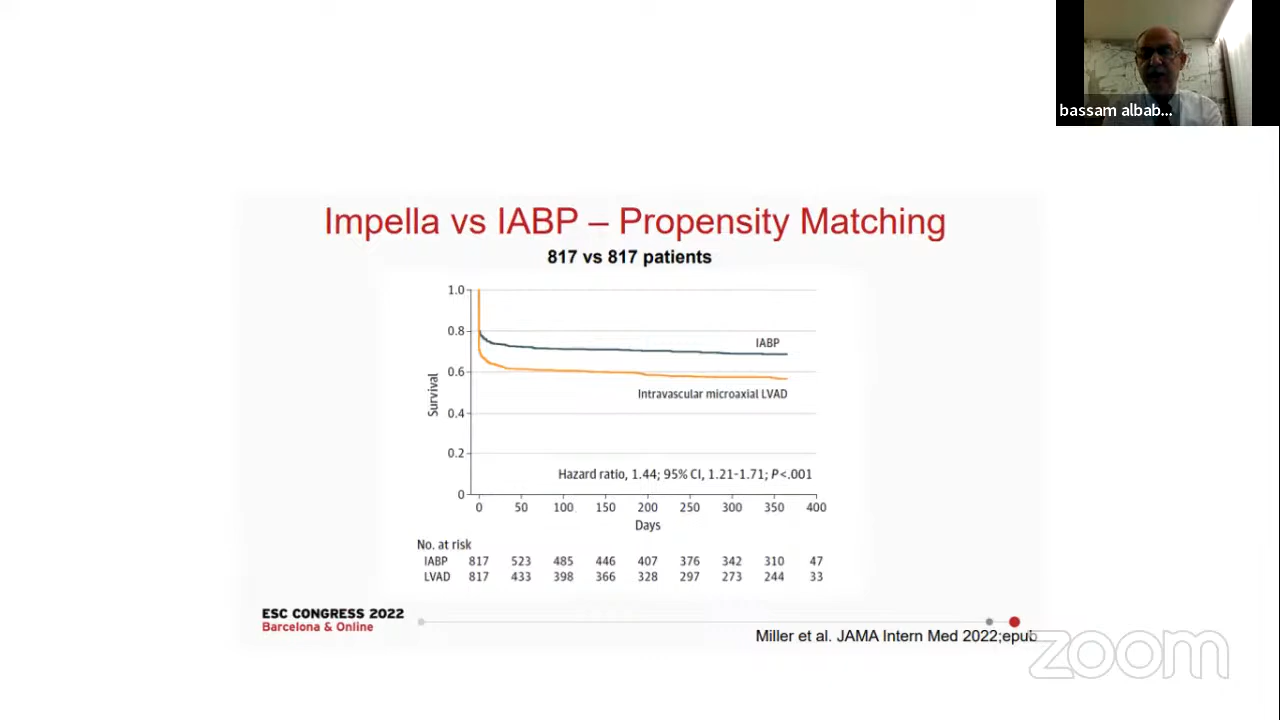 bassam albab...
Impella vs IABP – Propensity Matching
817 vs 817 patients
1.0
0.8
0.6
0.4
0.2
0
Survival
IABP
Intravascular microaxial LVAD
Hazard ratio, 1.44; 95% CI, 1.21-1.71; P<.001
0 50 100 150 200 250 300 350 400
Days
No. at risk
IABP 817 523 485 446 407 376 342 310 47
LVAD 817 433 398 366 328 297 273 244 33
ESC CONGRESS 2022
Barcelona & Online
Miller et al. JAMA Intern Med 2022;epub
zoom